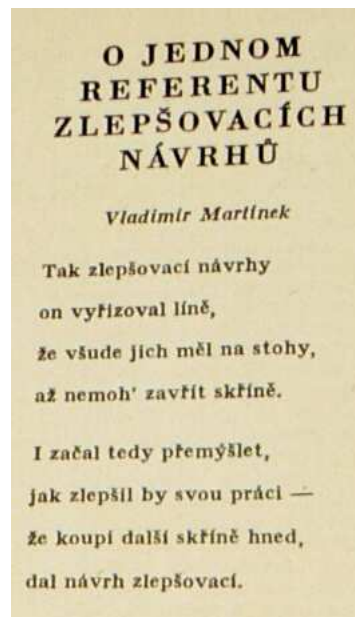 O JEDNOM
REFERENTU
ZLEPŠOVACÍCH
NÁVRHŮ
Vladimír Martínek
Tak zlepšovací návrhy
on vyřizoval líně,
že všude jich měl na stohy,
až nemoh' zavřít skříně.
I začal tedy přemýšlet,
jak zlepšil by svou práci —
že koupí další skříně hned,
dal návrh zlepšovací.